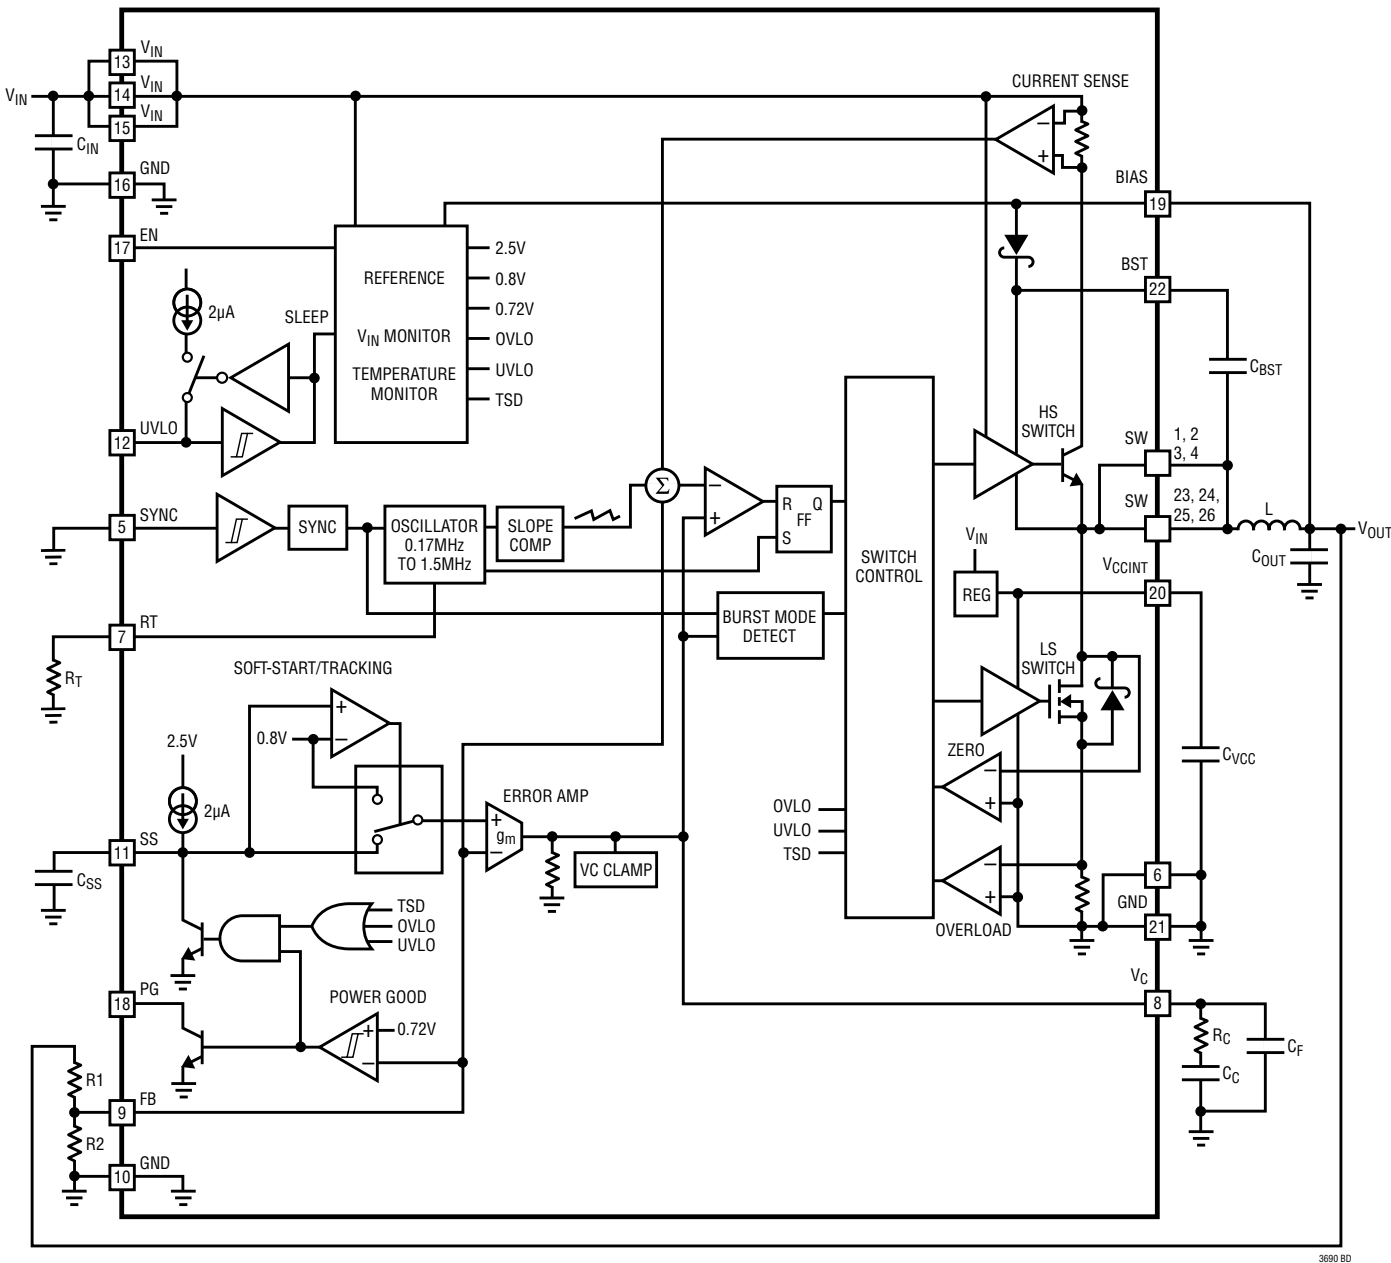 V_IN
13
V_IN
14
V_IN
15
V_IN
C_IN
16
GND
17
EN
2µA
SLEEP
12
UVLO
REFERENCE
V_IN MONITOR
TEMPERATURE
MONITOR
2.5V
0.8V
0.72V
OVLO
UVLO
TSD
CURRENT SENSE
−
+
BIAS
19
BST
22
C_BST
HS
SWITCH
SW
1, 2
3, 4
SW
23, 24,
25, 26
L
V_OUT
C_OUT
5
SYNC
SYNC
OSCILLATOR
0.17MHz
TO 1.5MHz
SLOPE
COMP
Σ
−
+
R
Q
FF
S
SWITCH
CONTROL
V_IN
REG
V_CCINT
20
7
RT
R_T
BURST MODE
DETECT
LS
SWITCH
SOFT-START/TRACKING
+
−
0.8V
2.5V
2µA
11
SS
C_SS
ERROR AMP
+
g_m
−
VC CLAMP
ZERO
−
+
C_VCC
OVLO
UVLO
TSD
−
+
OVERLOAD
6
GND
21
TSD
OVLO
UVLO
18
PG
POWER GOOD
+
−
0.72V
V_C
8
R_C
C_C
C_F
R1
9
FB
R2
10
GND
3690 BD